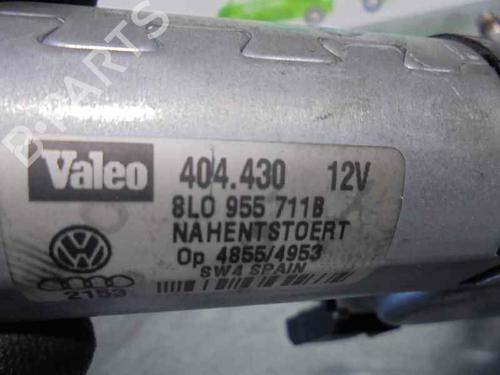 B-PARTS
Valeo 404.430 12V
8L0 955 711B
NAHENTSTOERT
Op 4855/4953
SW4 SPAIN
2153